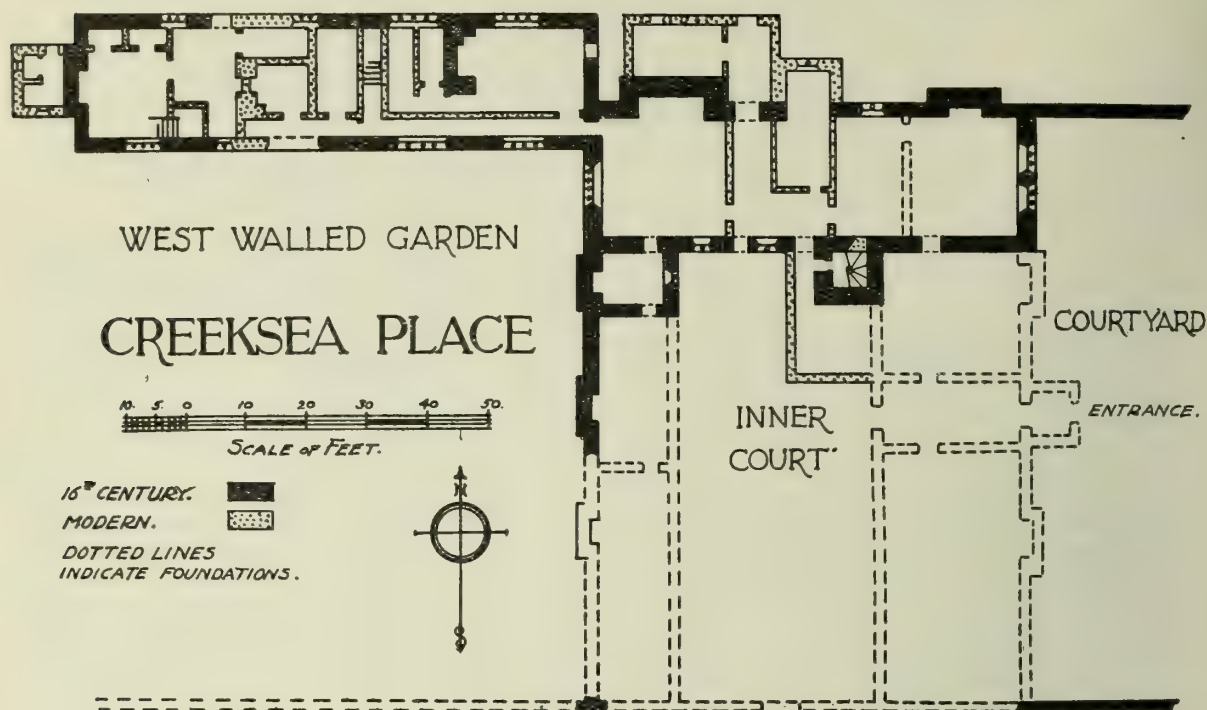 WEST WALLED GARDEN
CREEKSEA PLACE
10. 5. 0 10 20 30 40 50.
SCALE OF FEET.
16TH CENTURY.
MODERN.
DOTTED LINES
INDICATE FOUNDATIONS.
N
S
INNER
COURT
COURTYARD
ENTRANCE.